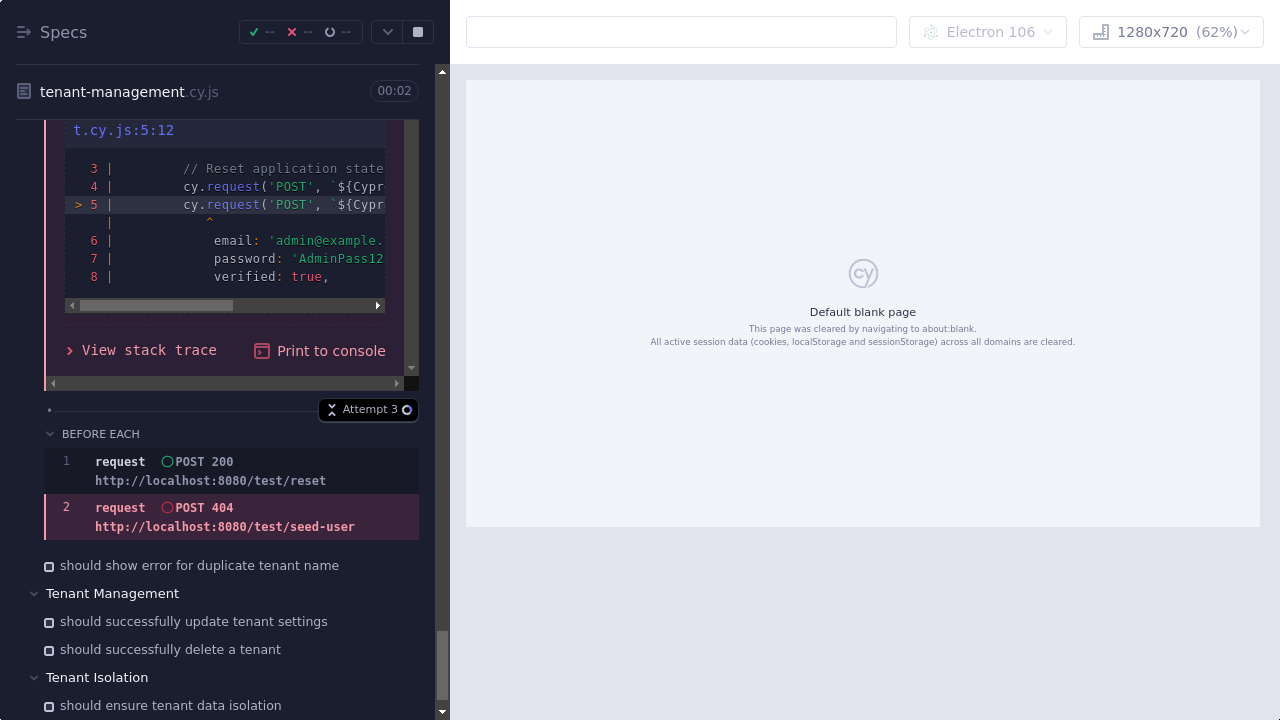 Specs
--
--
--
Electron 106
1280x720 (62%)
tenant-management.cy.js
00:02
t.cy.js:5:12
3 | // Reset application state
4 | cy.request('POST', `${Cypr
> 5 | cy.request('POST', `${Cypr
| ^
6 | email: 'admin@example.
7 | password: 'AdminPass12
8 | verified: true,
View stack trace
Print to console
Attempt 3
BEFORE EACH
1 request POST 200
http://localhost:8080/test/reset
2 request POST 404
http://localhost:8080/test/seed-user
should show error for duplicate tenant name
Tenant Management
should successfully update tenant settings
should successfully delete a tenant
Tenant Isolation
should ensure tenant data isolation
cy
Default blank page
This page was cleared by navigating to about:blank.
All active session data (cookies, localStorage and sessionStorage) across all domains are cleared.